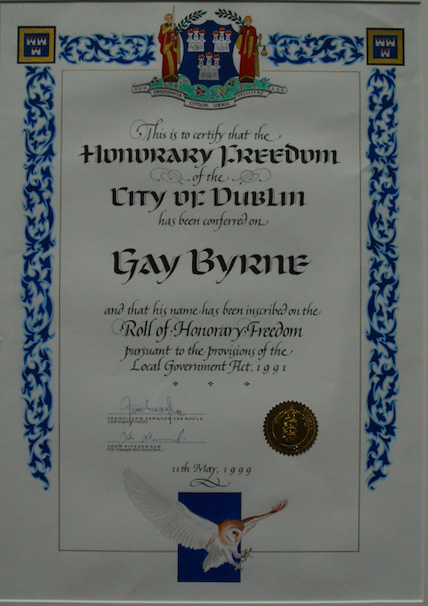 This is to certify that the
Honorary Freedom
of the
City of Dublin
has been conferred on
Gay Byrne
and that his name has been inscribed on the
Roll of Honorary Freedom
pursuant to the provisions of the
Local Government Act, 1991
John Fitzgerald
11th May, 1999